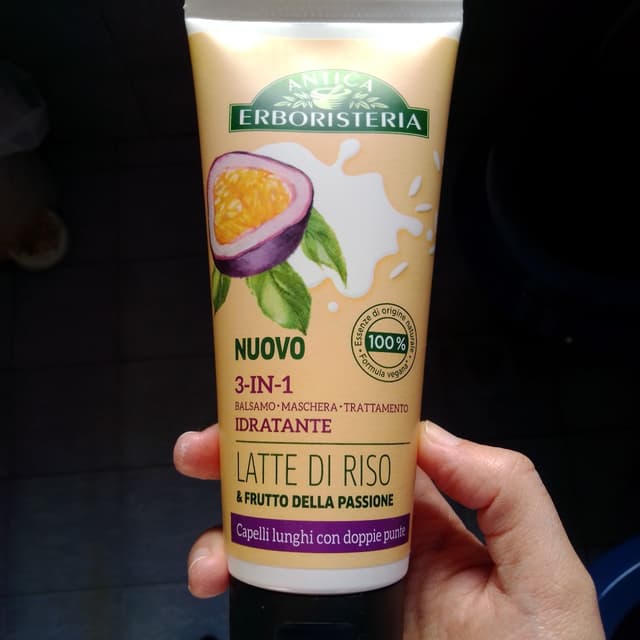 ANTICA
ERBORISTERIA
NUOVO
Essenze di origine naturale
100%
Formula vegana
3-IN-1
BALSAMO • MASCHERA • TRATTAMENTO
IDRATANTE
LATTE DI RISO
& FRUTTO DELLA PASSIONE
Capelli lunghi con doppie punte